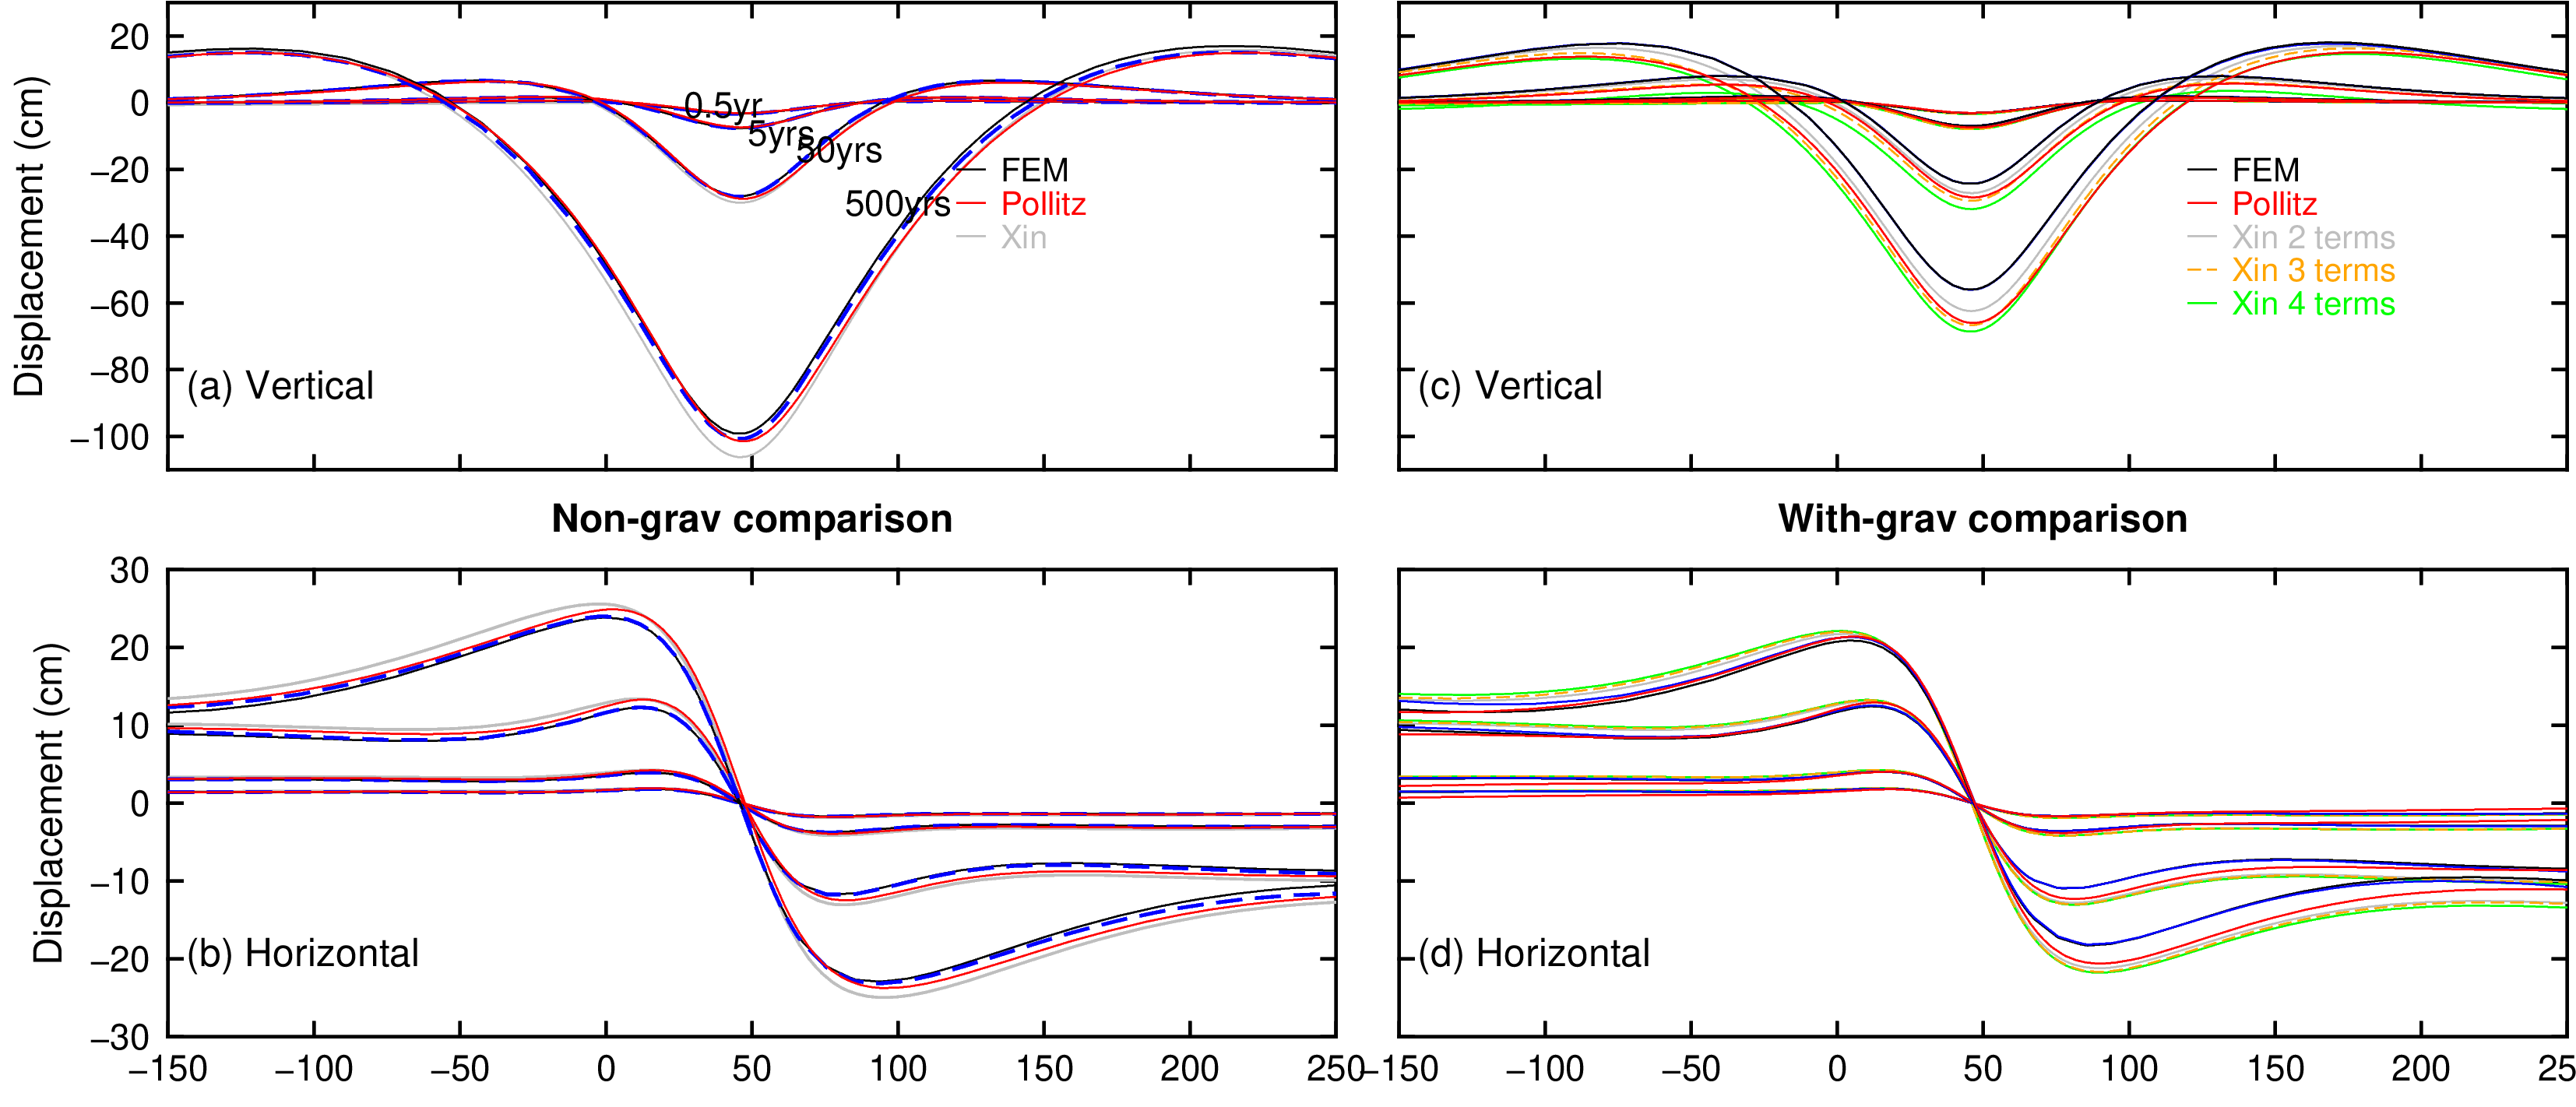 20
0
−20
−40
−60
−80
−100
Displacement (cm)
0.5yr
5yrs
50yrs
500yrs
FEM
Pollitz
Xin
(a) Vertical
FEM
Pollitz
Xin 2 terms
Xin 3 terms
Xin 4 terms
(c) Vertical
Non-grav comparison
With-grav comparison
30
20
10
0
−10
−20
−30
Displacement (cm)
(b) Horizontal
(d) Horizontal
−150 −100 −50 0 50 100 150 200 250
−150 −100 −50 0 50 100 150 200 25